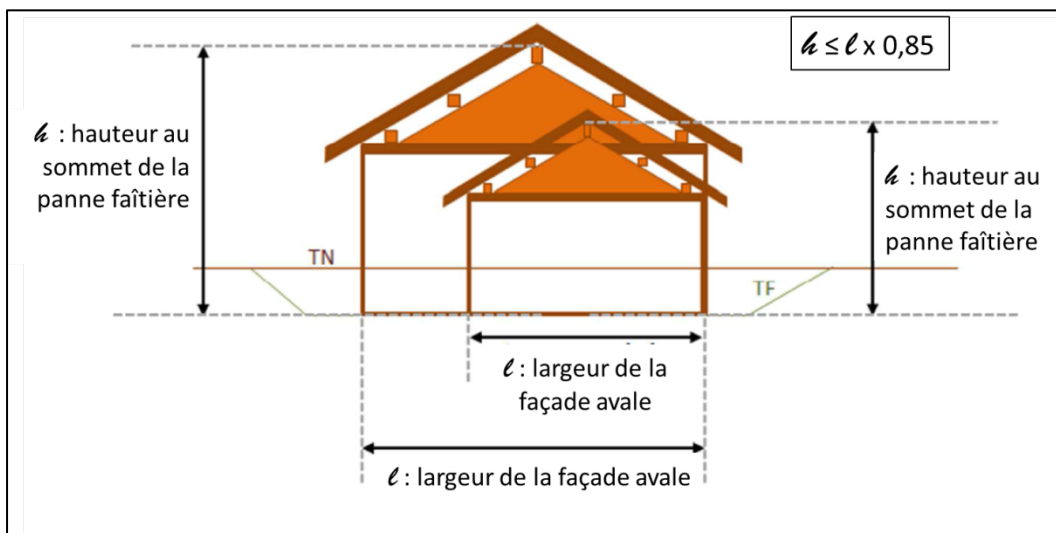 𝒽 ≤ ℓ x 0,85
𝒽 : hauteur au
sommet de la
panne faîtière
𝒽 : hauteur au
sommet de la
panne faîtière
TN
TF
ℓ : largeur de la
façade avale
ℓ : largeur de la façade avale